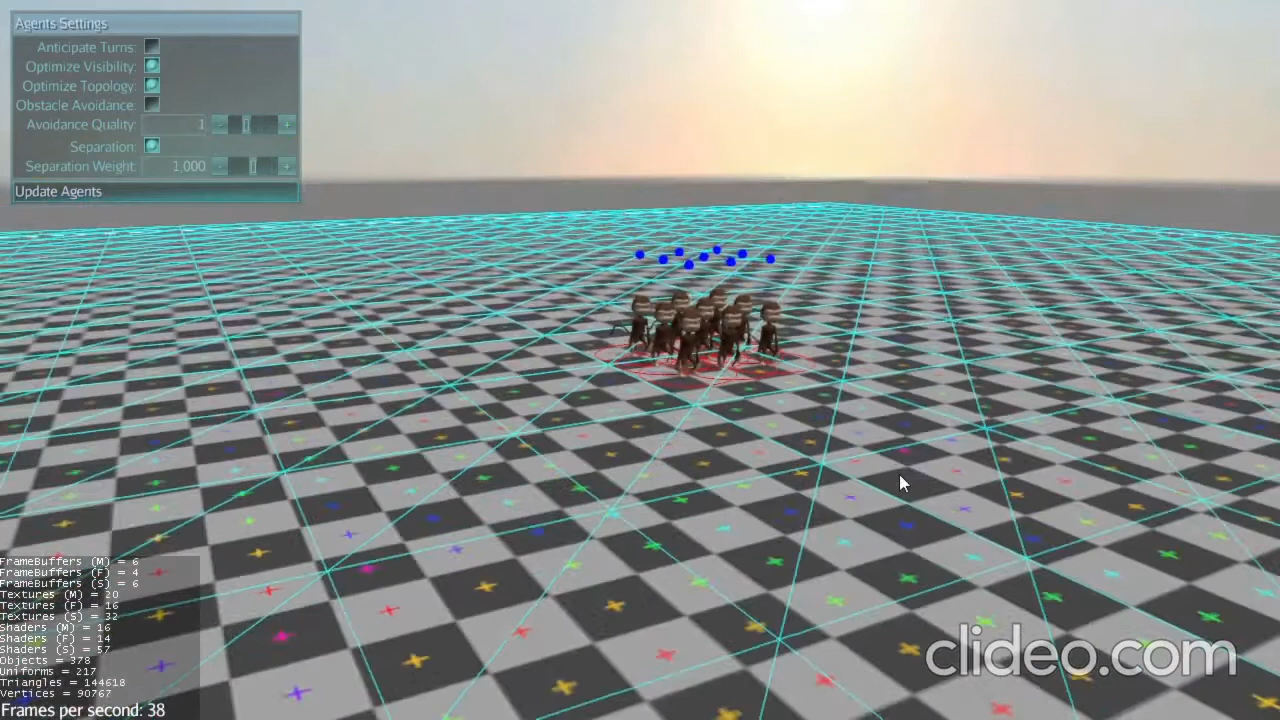 Agents Settings
Anticipate Turns:
Optimize Visibility:
Optimize Topology:
Obstacle Avoidance:
Avoidance Quality: 1 - +
Separation:
Separation Weight: 1,000 - +
Update Agents
FrameBuffers (M) = 6
FrameBuffers (F) = 4
FrameBuffers (S) = 6
Textures (M) = 20
Textures (F) = 16
Textures (S) = 32
Shaders (M) = 16
Shaders (F) = 14
Shaders (S) = 57
Objects = 378
Uniforms = 217
Triangles = 144618
Vertices = 90767
Frames per second: 38
clideo.com